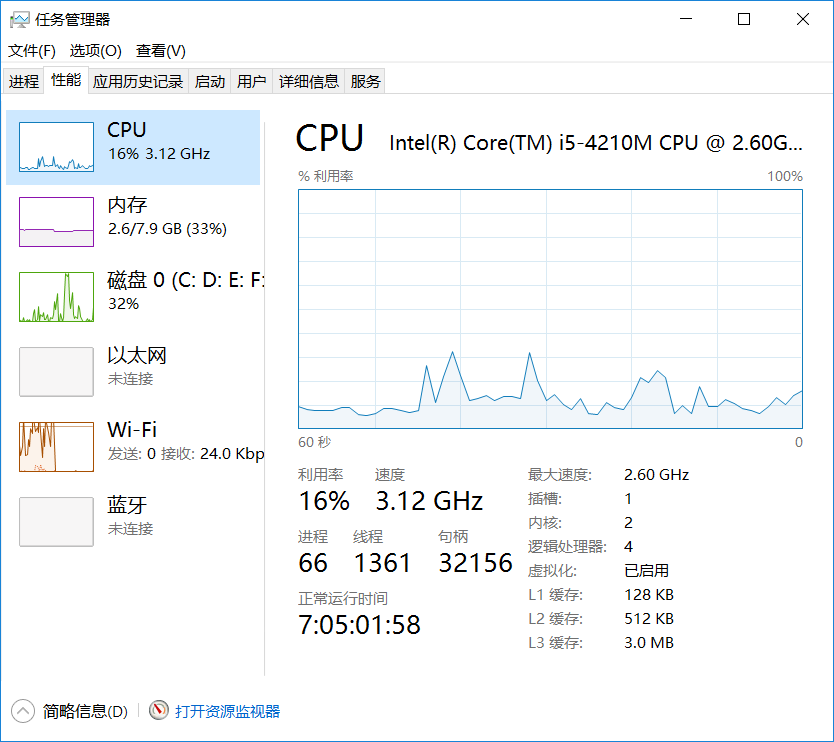 任务管理器
文件(F) 选项(O) 查看(V)
进程 性能 应用历史记录 启动 用户 详细信息 服务
CPU
16% 3.12 GHz
内存
2.6/7.9 GB (33%)
磁盘 0 (C: D: E: F:
32%
以太网
未连接
Wi-Fi
发送: 0 接收: 24.0 Kbp
蓝牙
未连接
CPU Intel(R) Core(TM) i5-4210M CPU @ 2.60G...
% 利用率 100%
60 秒 0
利用率 速度
16% 3.12 GHz
进程 线程 句柄
66 1361 32156
正常运行时间
7:05:01:58
最大速度: 2.60 GHz
插槽: 1
内核: 2
逻辑处理器: 4
虚拟化: 已启用
L1 缓存: 128 KB
L2 缓存: 512 KB
L3 缓存: 3.0 MB
简略信息(D) 打开资源监视器